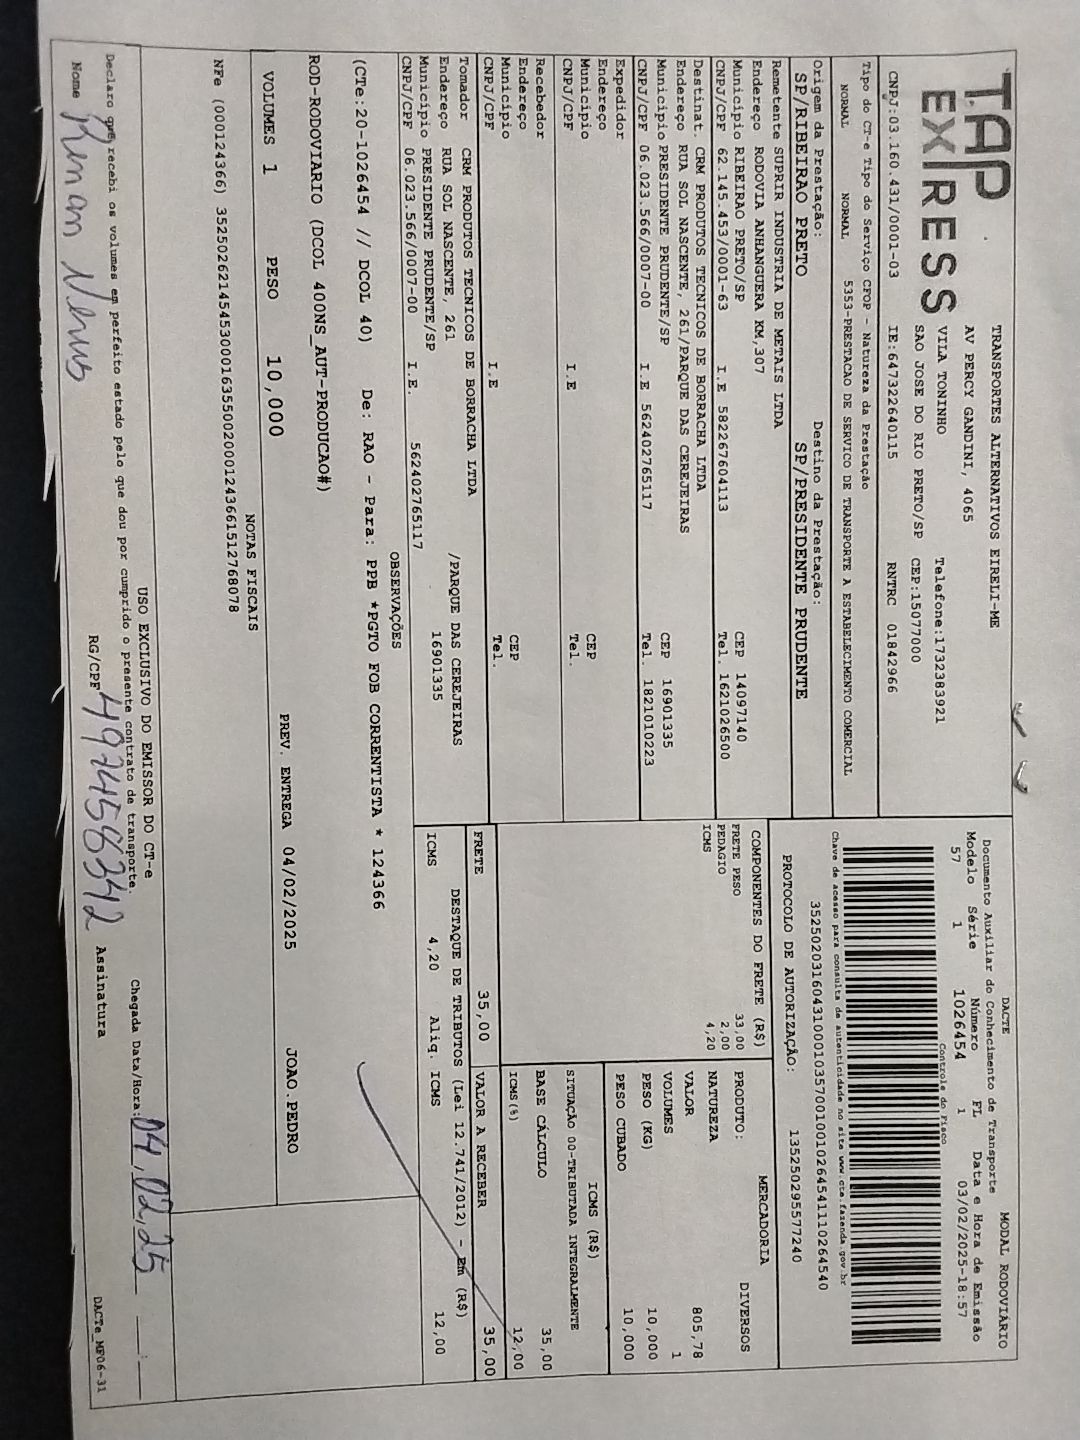 TAP
EXPRESS
TRANSPORTES ALTERNATIVOS EIRELI-ME
AV PERCY GANDINI, 4065
VILA TONINHO Telefone:1732383921
SAO JOSE DO RIO PRETO/SP CEP:15077000
CNPJ:03.160.431/0001-03 IE:647322640115 RNTRC 01842966
DACTE MODAL RODOVIÁRIO
Documento Auxiliar do Conhecimento de Transporte
Modelo Série Número FL Data e Hora de Emissão
57 1 1026454 1 03/02/2025-18:57
Controle do Fisco
Chave de acesso para consulta de autenticidade no site www.cte.fazenda.gov.br
35250203160431000103570010010264541110264540
PROTOCOLO DE AUTORIZAÇÃO: 135250295577240
Tipo do CT-e Tipo do Serviço CFOP - Natureza da Prestação
NORMAL NORMAL 5353-PRESTACAO DE SERVICO DE TRANSPORTE A ESTABELECIMENTO COMERCIAL
Origem da Prestação: Destino da Prestação:
SP/RIBEIRAO PRETO SP/PRESIDENTE PRUDENTE
Remetente SUPRIR INDUSTRIA DE METAIS LTDA
Endereço RODOVIA ANHANGUERA KM,307
Município RIBEIRAO PRETO/SP CEP 14097140
CNPJ/CPF 62.145.453/0001-63 I.E 582267604113 Tel. 1621026500
Destinat. CRM PRODUTOS TECNICOS DE BORRACHA LTDA
Endereço RUA SOL NASCENTE, 261/PARQUE DAS CEREJEIRAS
Município PRESIDENTE PRUDENTE/SP CEP 16901335
CNPJ/CPF 06.023.566/0007-00 I.E 562402765117 Tel. 1821010223
Expedidor
Endereço
Município CEP
CNPJ/CPF I.E Tel.
Recebedor
Endereço
Município CEP
CNPJ/CPF I.E Tel.
Tomador CRM PRODUTOS TECNICOS DE BORRACHA LTDA
Endereço RUA SOL NASCENTE, 261 /PARQUE DAS CEREJEIRAS
Município PRESIDENTE PRUDENTE/SP 16901335
CNPJ/CPF 06.023.566/0007-00 I.E. 562402765117
COMPONENTES DO FRETE (R$)
FRETE PESO 33,00
PEDAGIO 2,00
ICMS 4,20
MERCADORIA
PRODUTO: DIVERSOS
NATUREZA
VALOR 805,78
VOLUMES 1
PESO (KG) 10,000
PESO CUBADO 10,000
ICMS (R$)
SITUAÇÃO 00-TRIBUTADA INTEGRALMENTE
BASE CÁLCULO 35,00
ICMS(%) 12,00
FRETE 35,00 VALOR A RECEBER 35,00
DESTAQUE DE TRIBUTOS (Lei 12.741/2012) - Em (R$)
ICMS 4,20 Aliq. ICMS 12,00
OBSERVAÇÕES
(CTe:20-1026454 // DCOL 40) De: RAO - Para: PPB *PGTO FOB CORRENTISTA * 124366
ROD-RODOVIARIO (DCOL 400NS_AUT-PRODUCAO#)
VOLUMES 1 PESO 10,000 PREV. ENTREGA 04/02/2025 JOAO.PEDRO
NOTAS FISCAIS
NFe (000124366) 35250262145453000163550020001243661512768078
USO EXCLUSIVO DO EMISSOR DO CT-e
Declaro que recebi os volumes em perfeito estado pelo que dou por cumprido o presente contrato de transporte.
Chegada Data/Hora: 04,02,25
Nome Renan RG/CPF 49745856342 Assinatura
DACTe_MF06-31